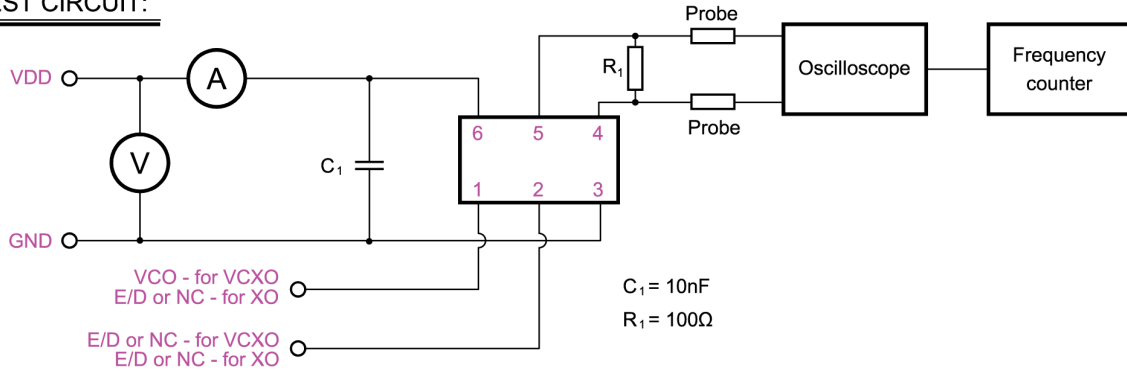 EST CIRCUIT:
VDD
A
V
C₁
GND
6
5
4
1
2
3
R₁
Probe
Probe
Oscilloscope
Frequency
counter
VCO - for VCXO
E/D or NC - for XO
E/D or NC - for VCXO
E/D or NC - for XO
C₁ = 10nF
R₁ = 100Ω